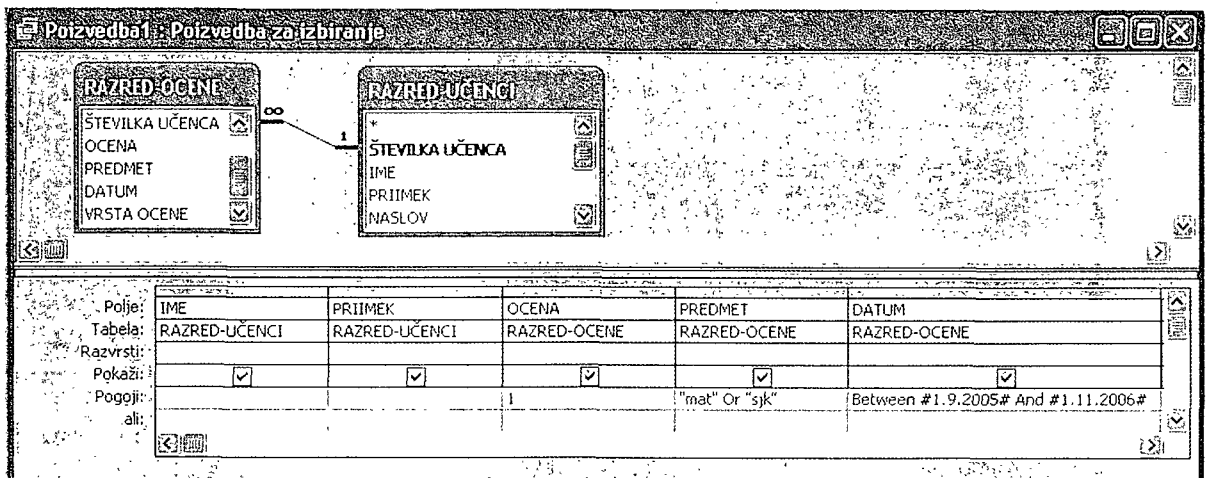 Poizvedba1 : Poizvedba za izbiranje
RAZRED-OCENE
ŠTEVILKA UČENCA
OCENA
PREDMET
DATUM
VRSTA OCENE
∞
1
RAZRED-UČENCI
*
ŠTEVILKA UČENCA
IME
PRIIMEK
NASLOV
Polje: IME PRIIMEK OCENA PREDMET DATUM
Tabela: RAZRED-UČENCI RAZRED-UČENCI RAZRED-OCENE RAZRED-OCENE RAZRED-OCENE
Razvrsti:
Pokaži:
Pogoji: 1 "mat" Or "sjk" Between #1.9.2005# And #1.11.2006#
ali: